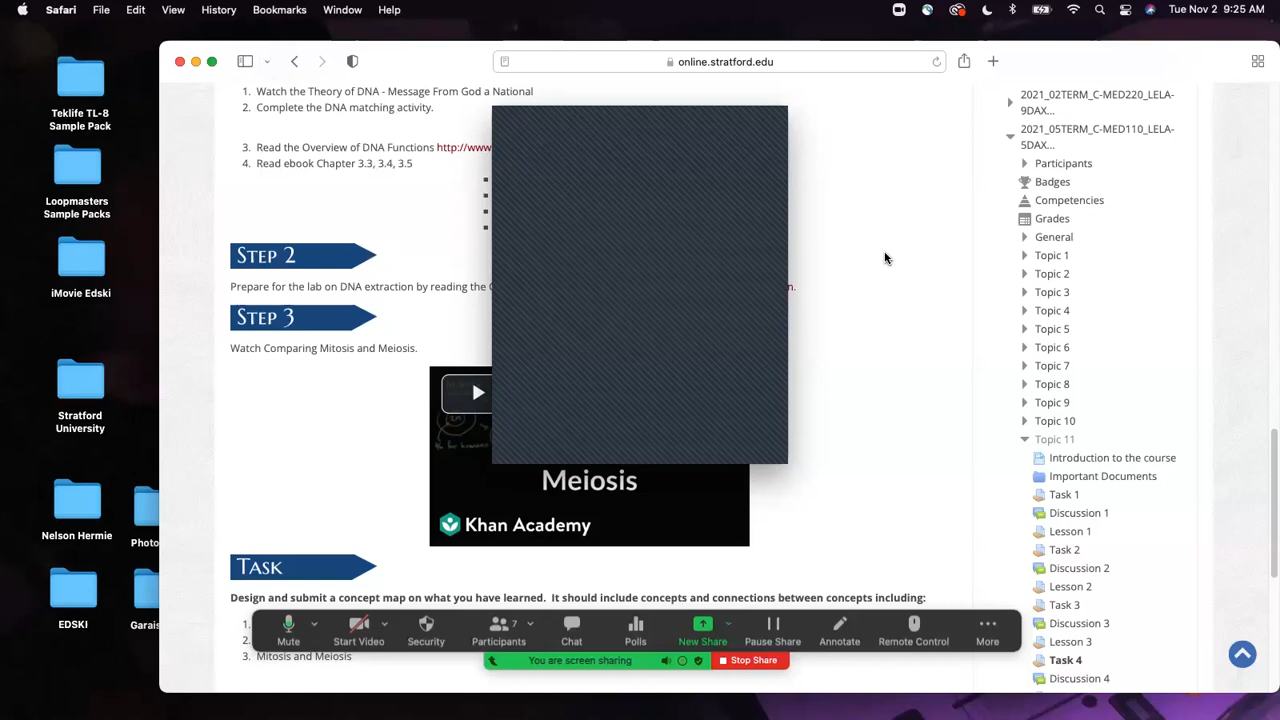 Safari File Edit View History Bookmarks Window Help
Tue Nov 2 9:25 AM
Teklife TL-8
Sample Pack
Loopmasters
Sample Packs
iMovie Edski
Stratford
University
Nelson Hermie
Photo
EDSKI
Garais
online.stratford.edu
1. Watch the Theory of DNA - Message From God a National
2. Complete the DNA matching activity.
3. Read the Overview of DNA Functions http://www
4. Read ebook Chapter 3.3, 3.4, 3.5
Step 2
Prepare for the lab on DNA extraction by reading the
n.
Step 3
Watch Comparing Mitosis and Meiosis.
Meiosis
Khan Academy
Task
Design and submit a concept map on what you have learned. It should include concepts and connections between concepts including:
1.
2.
3. Mitosis and Meiosis
Mute
Start Video
Security
7
Participants
Chat
Polls
New Share
Pause Share
Annotate
Remote Control
More
You are screen sharing
Stop Share
2021_02TERM_C-MED220_LELA-
9DAX...
2021_05TERM_C-MED110_LELA-
5DAX...
Participants
Badges
Competencies
Grades
General
Topic 1
Topic 2
Topic 3
Topic 4
Topic 5
Topic 6
Topic 7
Topic 8
Topic 9
Topic 10
Topic 11
Introduction to the course
Important Documents
Task 1
Discussion 1
Lesson 1
Task 2
Discussion 2
Lesson 2
Task 3
Discussion 3
Lesson 3
Task 4
Discussion 4